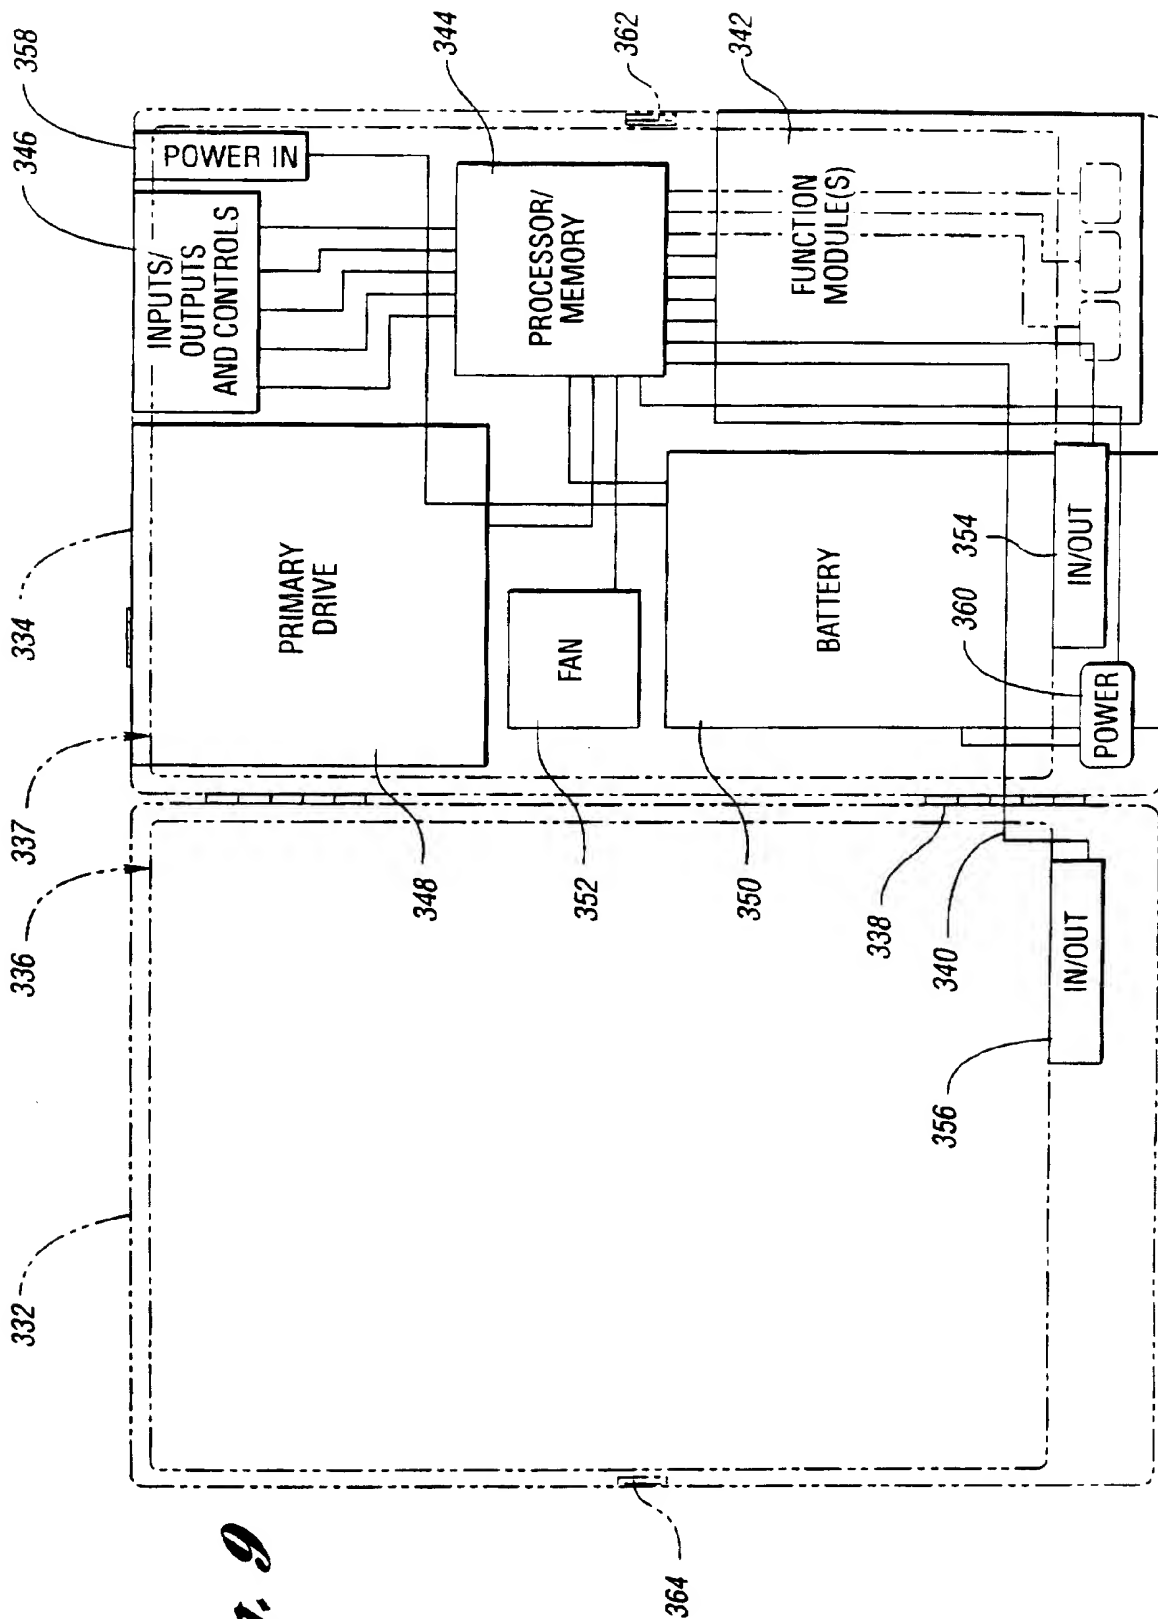 346
358
POWER IN
INPUTS/
OUTPUTS
AND CONTROLS
344
PROCESSOR/
MEMORY
362
342
FUNCTION
MODULE(S)
334
337
336
332
PRIMARY
DRIVE
348
FAN
352
BATTERY
350
354
IN/OUT
360
POWER
338
340
356
IN/OUT
364
9